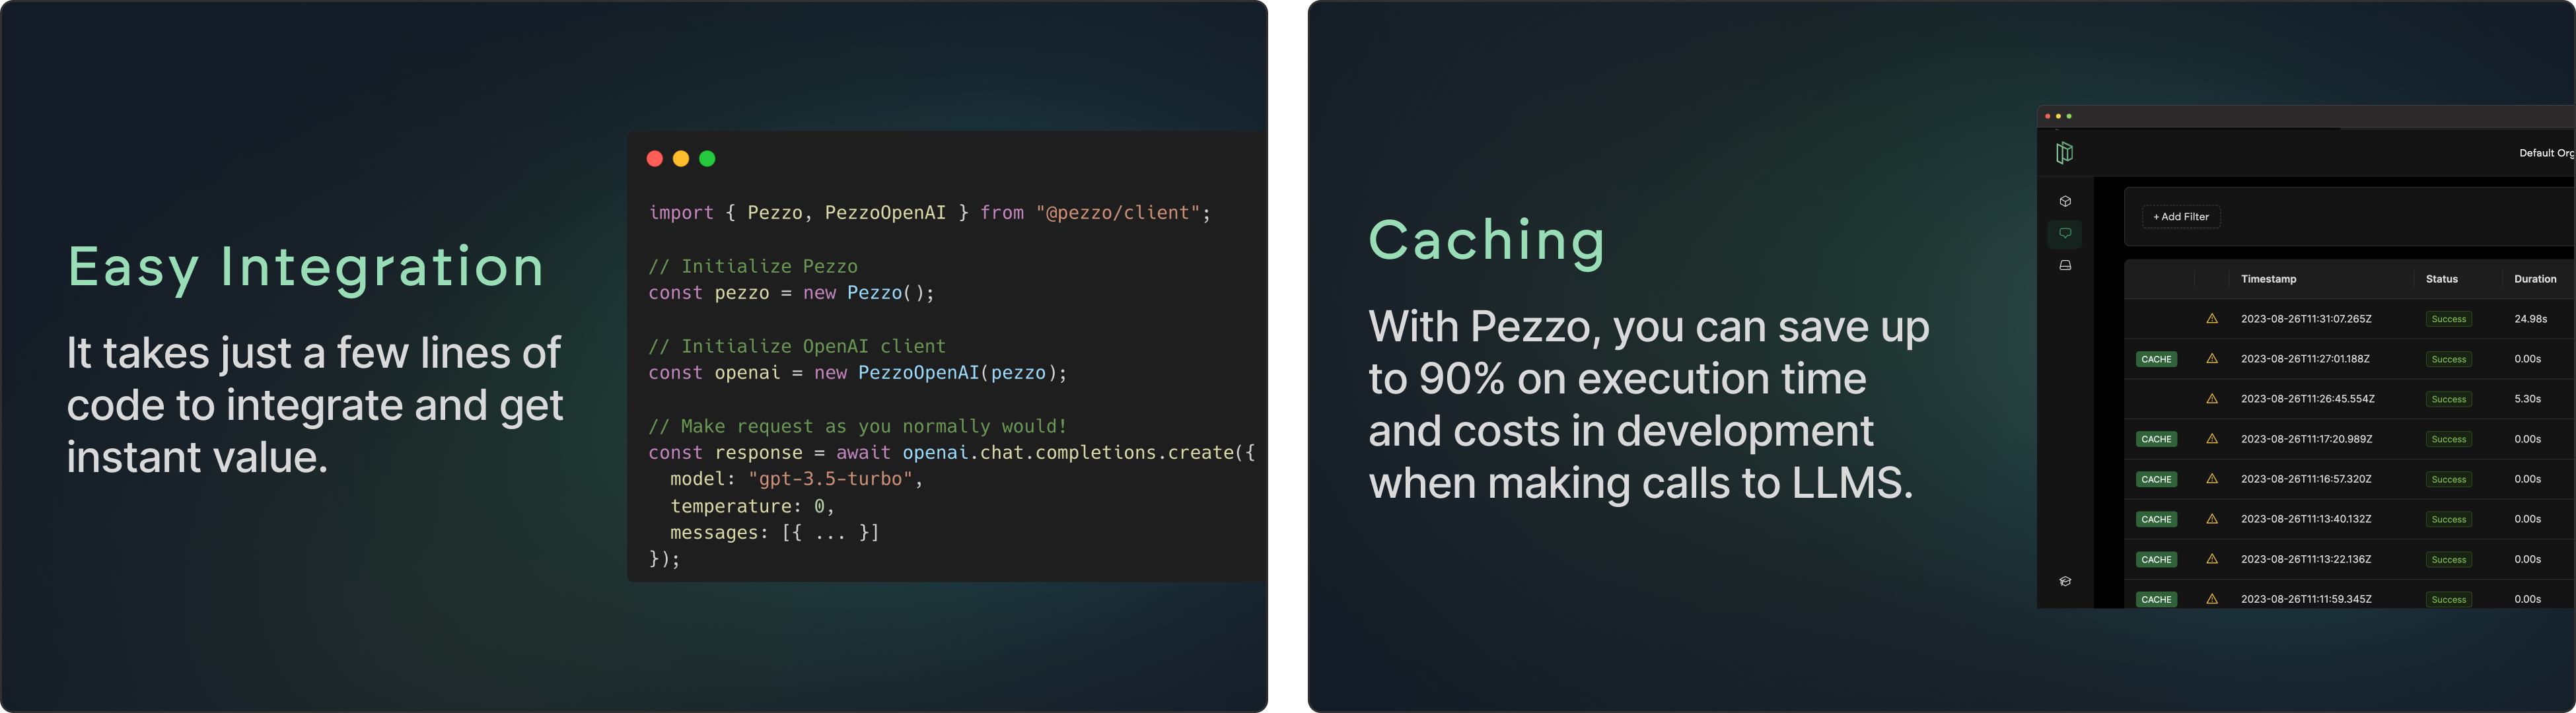 Easy Integration
It takes just a few lines of
code to integrate and get
instant value.
import { Pezzo, PezzoOpenAI } from "@pezzo/client";
// Initialize Pezzo
const pezzo = new Pezzo();
// Initialize OpenAI client
const openai = new PezzoOpenAI(pezzo);
// Make request as you normally would!
const response = await openai.chat.completions.create({
  model: "gpt-3.5-turbo",
  temperature: 0,
  messages: [{ ... }]
});
Caching
With Pezzo, you can save up
to 90% on execution time
and costs in development
when making calls to LLMS.
Default Org
+ Add Filter
Timestamp Status Duration
2023-08-26T11:31:07.265Z Success 24.98s
CACHE 2023-08-26T11:27:01.188Z Success 0.00s
2023-08-26T11:26:45.554Z Success 5.30s
CACHE 2023-08-26T11:17:20.989Z Success 0.00s
CACHE 2023-08-26T11:16:57.320Z Success 0.00s
CACHE 2023-08-26T11:13:40.132Z Success 0.00s
CACHE 2023-08-26T11:13:22.136Z Success 0.00s
CACHE 2023-08-26T11:11:59.345Z Success 0.00s